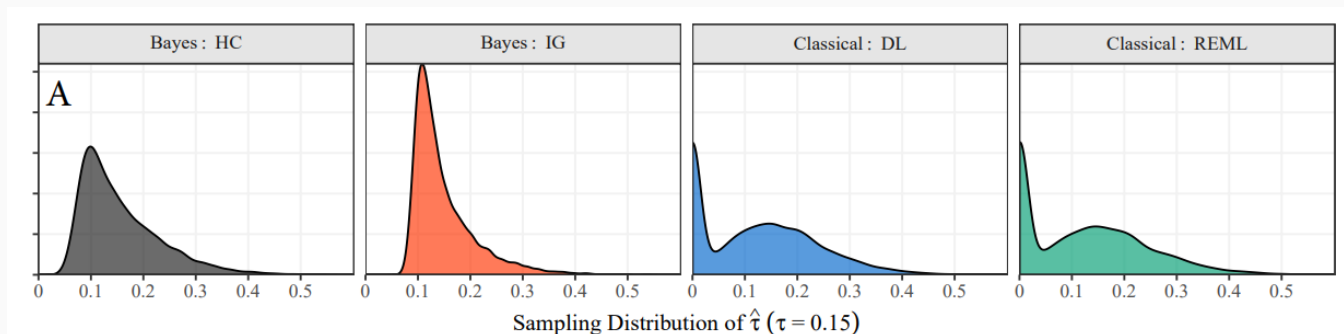 Bayes : HC
Bayes : IG
Classical : DL
Classical : REML
A
0 0.1 0.2 0.3 0.4 0.5
0 0.1 0.2 0.3 0.4 0.5
0 0.1 0.2 0.3 0.4 0.5
0 0.1 0.2 0.3 0.4 0.5
Sampling Distribution of τ̂ (τ = 0.15)